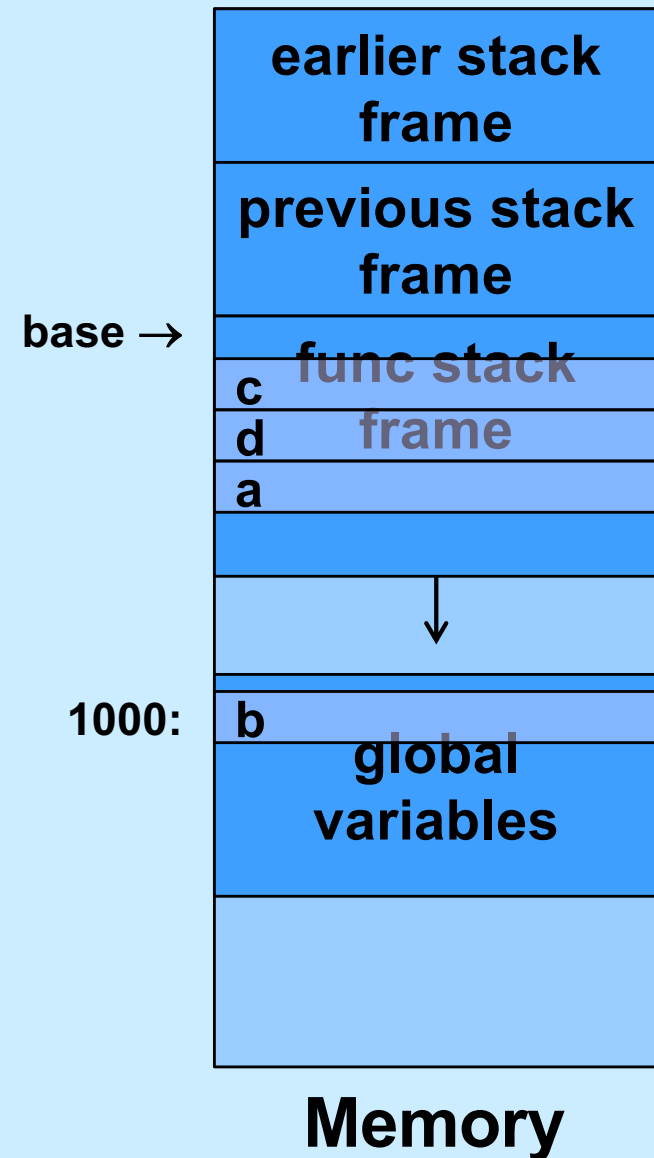 earlier stack
frame
previous stack
frame
base →
func stack
c
frame
d
a
1000:
b
global
variables
Memory